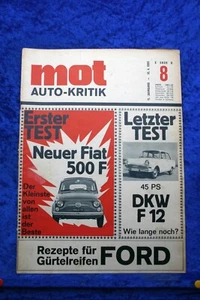 mot
AUTO-KRITIK
8
Erster
TEST
Neuer Fiat
500 F
Der
Kleinste
von
allen ist
der
Beste
Letzter
TEST
45 PS
DKW
F 12
Wie lange noch?
Rezepte für
Gürtelreifen
FORD